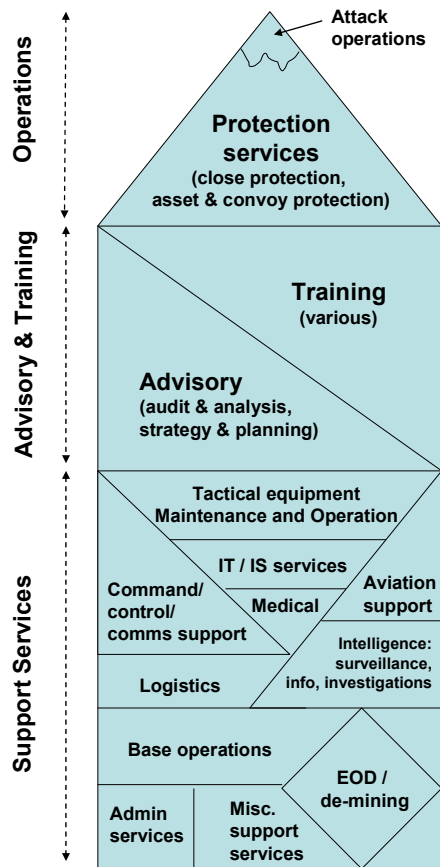 Operations
Attack
operations
Protection
services
(close protection,
asset & convoy protection)
Advisory & Training
Training
(various)
Advisory
(audit & analysis,
strategy & planning)
Support Services
Tactical equipment
Maintenance and Operation
IT / IS services
Medical
Command/
control/
comms support
Aviation
support
Intelligence:
surveillance,
info, investigations
Logistics
Base operations
EOD /
de-mining
Admin
services
Misc.
support
services